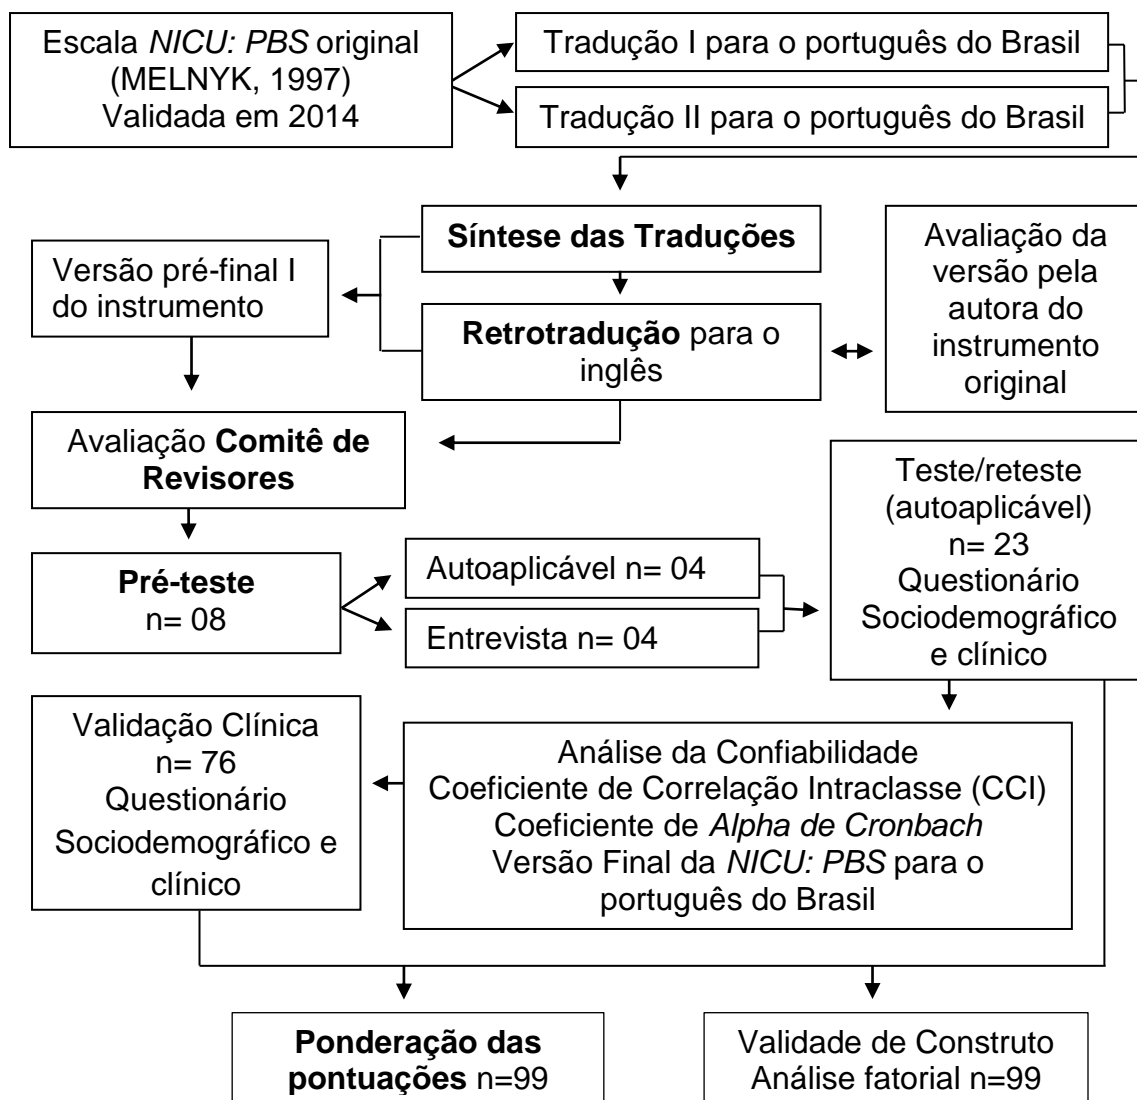 Escala NICU: PBS original
(MELNYK, 1997)
Validada em 2014
Tradução I para o português do Brasil
Tradução II para o português do Brasil
Síntese das Traduções
Avaliação da
versão pela
autora do
instrumento
original
Versão pré-final I
do instrumento
Retrotradução para o
inglês
Avaliação Comitê de
Revisores
Teste/reteste
(autoaplicável)
n= 23
Questionário
Sociodemográfico
e clínico
Pré-teste
n= 08
Autoaplicável n= 04
Entrevista n= 04
Validação Clínica
n= 76
Questionário
Sociodemográfico e
clínico
Análise da Confiabilidade
Coeficiente de Correlação Intraclasse (CCI)
Coeficiente de Alpha de Cronbach
Versão Final da NICU: PBS para o
português do Brasil
Ponderação das
pontuações n=99
Validade de Construto
Análise fatorial n=99